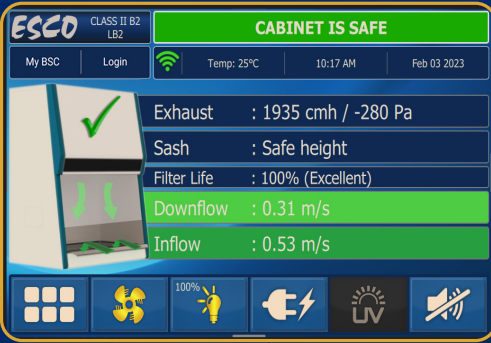 ESCO CLASS II B2
LB2
CABINET IS SAFE
My BSC Login Temp: 25ºC 10:17 AM Feb 03 2023
Exhaust : 1935 cmh / -280 Pa
Sash : Safe height
Filter Life : 100% (Excellent)
Downflow : 0.31 m/s
Inflow : 0.53 m/s
100%
UV